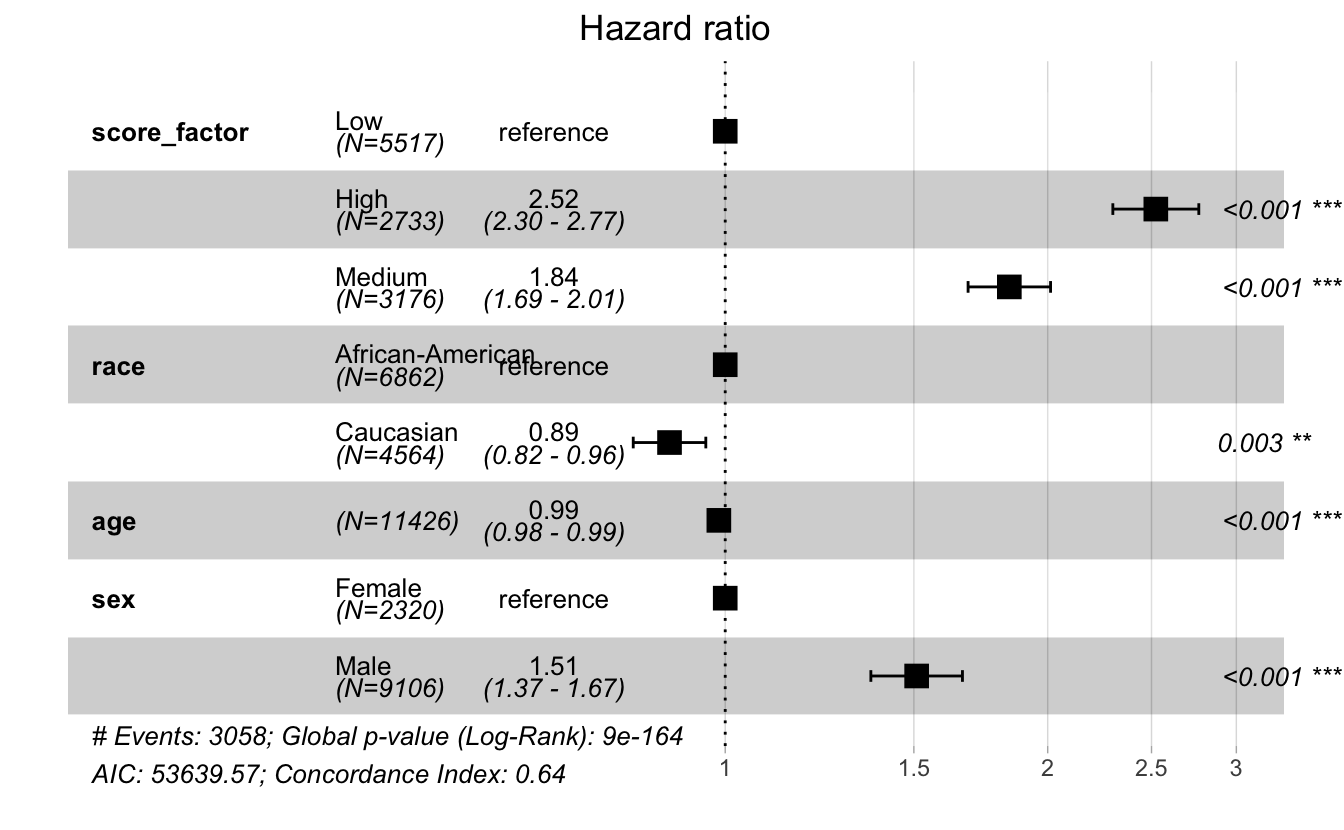 Hazard ratio
score_factor Low (N=5517) reference
High (N=2733) 2.52 (2.30 - 2.77) <0.001 ***
Medium (N=3176) 1.84 (1.69 - 2.01) <0.001 ***
race African-American (N=6862) reference
Caucasian (N=4564) 0.89 (0.82 - 0.96) 0.003 **
age (N=11426) 0.99 (0.98 - 0.99) <0.001 ***
sex Female (N=2320) reference
Male (N=9106) 1.51 (1.37 - 1.67) <0.001 ***
# Events: 3058; Global p-value (Log-Rank): 9e-164
AIC: 53639.57; Concordance Index: 0.64
1 1.5 2 2.5 3